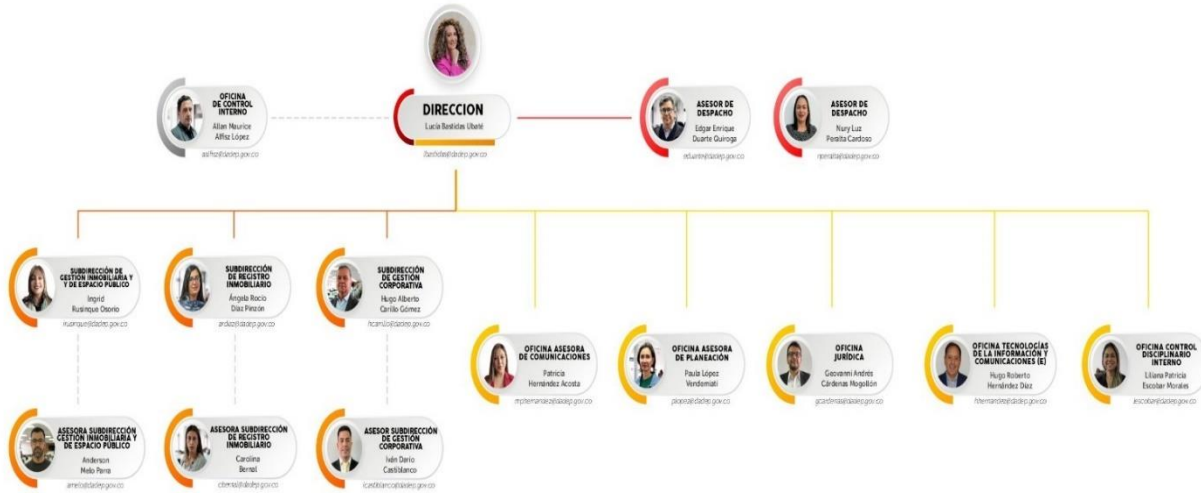 OFICINA
DE CONTROL
INTERNO
Allan Maurice
Alfisz López
DIRECCION
Lucía Bastidas Ubaté
ASESOR DE
DESPACHO
Edgar Enrique
Duarte Quiroga
ASESOR DE
DESPACHO
Nury Luz
Peralta Cardoso
SUBDIRECCIÓN DE
GESTIÓN INMOBILIARIA Y
Y DE ESPACIO PÚBLICO
Ingrid
Rusinque Osorio
SUBDIRECCIÓN
DE REGISTRO
INMOBILIARIO
Ángela Rocío
Díaz Pinzón
SUBDIRECCIÓN
DE GESTIÓN
CORPORATIVA
Hugo Alberto
Carillo Gómez
OFICINA ASESORA
DE COMUNICACIONES
Patricia
Hernández Acosta
OFICINA ASESORA
DE PLANEACIÓN
Paula López
Vendemiati
OFICINA
JURÍDICA
Geovanni Andrés
Cárdenas Mogollón
OFICINA TECNOLOGÍAS
DE LA INFORMACIÓN Y
COMUNICACIONES (E)
Hugo Roberto
Hernández Díaz
OFICINA CONTROL
DISCIPLINARIO
INTERNO
Liliana Patricia
Escobar Morales
ASESORA SUBDIRECCIÓN
GESTIÓN INMOBILIARIA Y
DE ESPACIO PÚBLICO
Anderson
Melo Parra
ASESORA SUBDIRECCIÓN
DE REGISTRO
INMOBILIARIO
Carolina
Bernal
ASESOR SUBDIRECCIÓN
DE GESTIÓN
CORPORATIVA
Iván Darío
Castiblanco